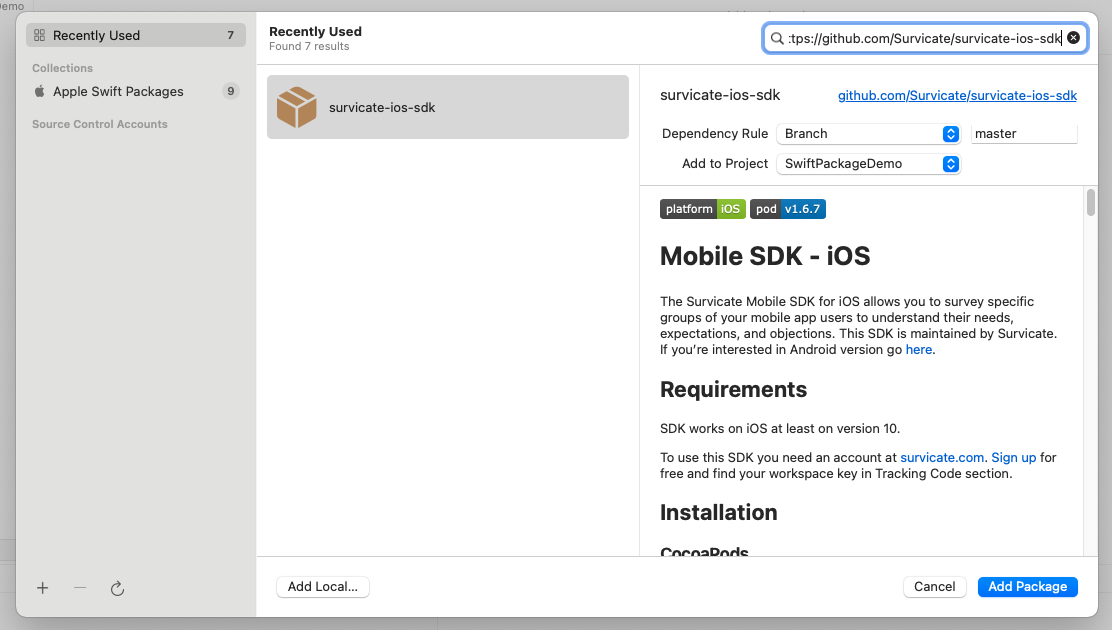 Demo
Recently Used 7
Collections
Apple Swift Packages 9
Source Control Accounts
Recently Used
Found 7 results
:tps://github.com/Survicate/survicate-ios-sdk
survicate-ios-sdk
survicate-ios-sdk github.com/Survicate/survicate-ios-sdk
Dependency Rule Branch master
Add to Project SwiftPackageDemo
platform iOS pod v1.6.7
Mobile SDK - iOS
The Survicate Mobile SDK for iOS allows you to survey specific
groups of your mobile app users to understand their needs,
expectations, and objections. This SDK is maintained by Survicate.
If you’re interested in Android version go here.
Requirements
SDK works on iOS at least on version 10.
To use this SDK you need an account at survicate.com. Sign up for
free and find your workspace key in Tracking Code section.
Installation
CocoaPods
Add Local...
Cancel
Add Package